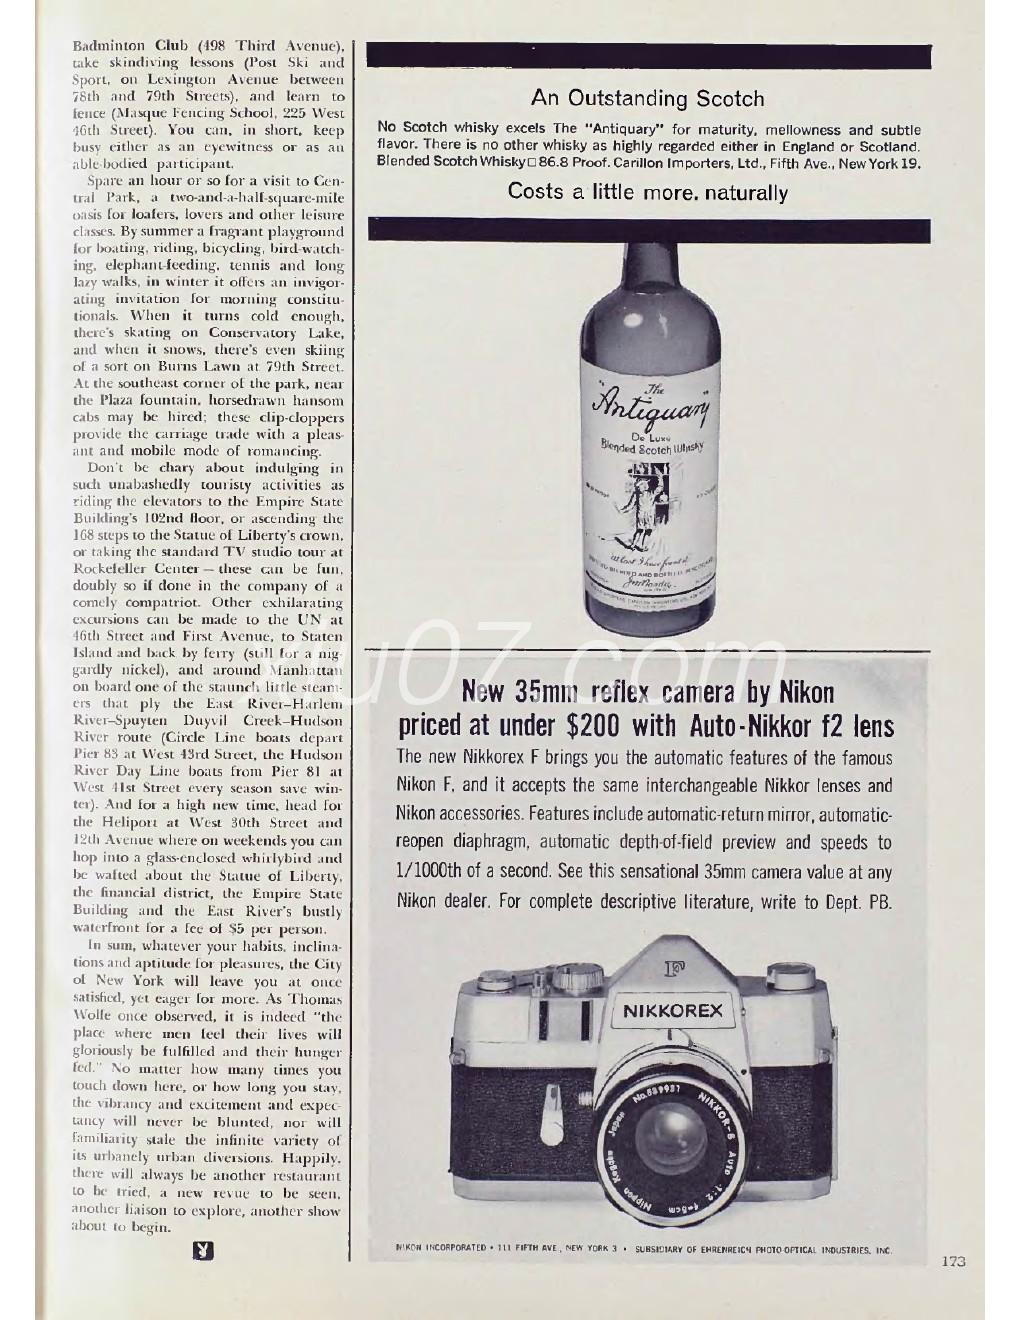 Badminton Club (498 Third Avenue),
take skindiving lessons (Post Ski and
Sport, on Lexington Avenue between
78th and 79th Streets), and learn to
fence (Masque Fencing School, 225 West
46th Street). You can, in short, keep
busy either as an eyewitness or as an
able-bodied participant.
Spare an hour or so for a visit to Cen-
tral Park, a two-and-a-half-square-mile
oasis for loafers, lovers and other leisure
classes. By summer a fragrant playground
for boating, riding, bicycling, bird-watch-
ing, elephant-feeding, tennis and long
lazy walks, in winter it offers an invigor-
ating invitation for morning constitu-
tionals. When it turns cold enough,
there's skating on Conservatory Lake,
and when it snows, there's even skiing
of a sort on Burns Lawn at 79th Street.
At the southeast corner of the park, near
the Plaza fountain, horsedrawn hansom
cabs may be hired; these clip-cloppers
provide the carriage trade with a pleas-
ant and mobile mode of romancing.
Don't be chary about indulging in
such unabashedly touristy activities as
riding the elevators to the Empire State
Building's 102nd floor, or ascending the
168 steps to the Statue of Liberty's crown,
or taking the standard TV studio tour at
Rockefeller Center — these can be fun,
doubly so if done in the company of a
comely compatriot. Other exhilarating
excursions can be made to the UN at
46th Street and First Avenue, to Staten
Island and back by ferry (still for a nig-
gardly nickel), and around Manhattan
on board one of the staunch little steam-
ers that ply the East River–Harlem
River–Spuyten Duyvil Creek–Hudson
River route (Circle Line boats depart
Pier 83 at West 43rd Street, the Hudson
River Day Line boats from Pier 81 at
West 41st Street every season save win-
ter). And for a high new time, head for
the Heliport at West 30th Street and
12th Avenue where on weekends you can
hop into a glass-enclosed whirlybird and
be wafted about the Statue of Liberty,
the financial district, the Empire State
Building and the East River's bustly
waterfront for a fee of $5 per person.
In sum, whatever your habits, inclina-
tions and aptitude for pleasures, the City
of New York will leave you at once
satisfied, yet eager for more. As Thomas
Wolfe once observed, it is indeed "the
place where men feel their lives will
gloriously be fulfilled and their hunger
fed." No matter how many times you
touch down here, or how long you stay,
the vibrancy and excitement and expec-
tancy will never be blunted, nor will
familiarity stale the infinite variety of
its urbanely urban diversions. Happily,
there will always be another restaurant
to be tried, a new revue to be seen,
another liaison to explore, another show
about to begin.
An Outstanding Scotch
No Scotch whisky excels The "Antiquary" for maturity, mellowness and subtle
flavor. There is no other whisky as highly regarded either in England or Scotland.
Blended Scotch Whisky□86.8 Proof. Carillon Importers, Ltd., Fifth Ave., New York 19.
Costs a little more. naturally
"The
Antiquary"
De Luxe
Blended Scotch Whisky
at last I have found it
xu07.com
New 35mm reflex camera by Nikon
priced at under $200 with Auto-Nikkor f2 lens
The new Nikkorex F brings you the automatic features of the famous
Nikon F, and it accepts the same interchangeable Nikkor lenses and
Nikon accessories. Features include automatic-return mirror, automatic-
reopen diaphragm, automatic depth-of-field preview and speeds to
1/1000th of a second. See this sensational 35mm camera value at any
Nikon dealer. For complete descriptive literature, write to Dept. PB.
F
NIKKOREX
No.539931 NIKKOR-S Auto 1:2 f=5cm Nippon Kogaku Japan
NIKON INCORPORATED • 111 FIFTH AVE., NEW YORK 3 • SUBSIDIARY OF EHRENREICH PHOTO-OPTICAL INDUSTRIES, INC.
173